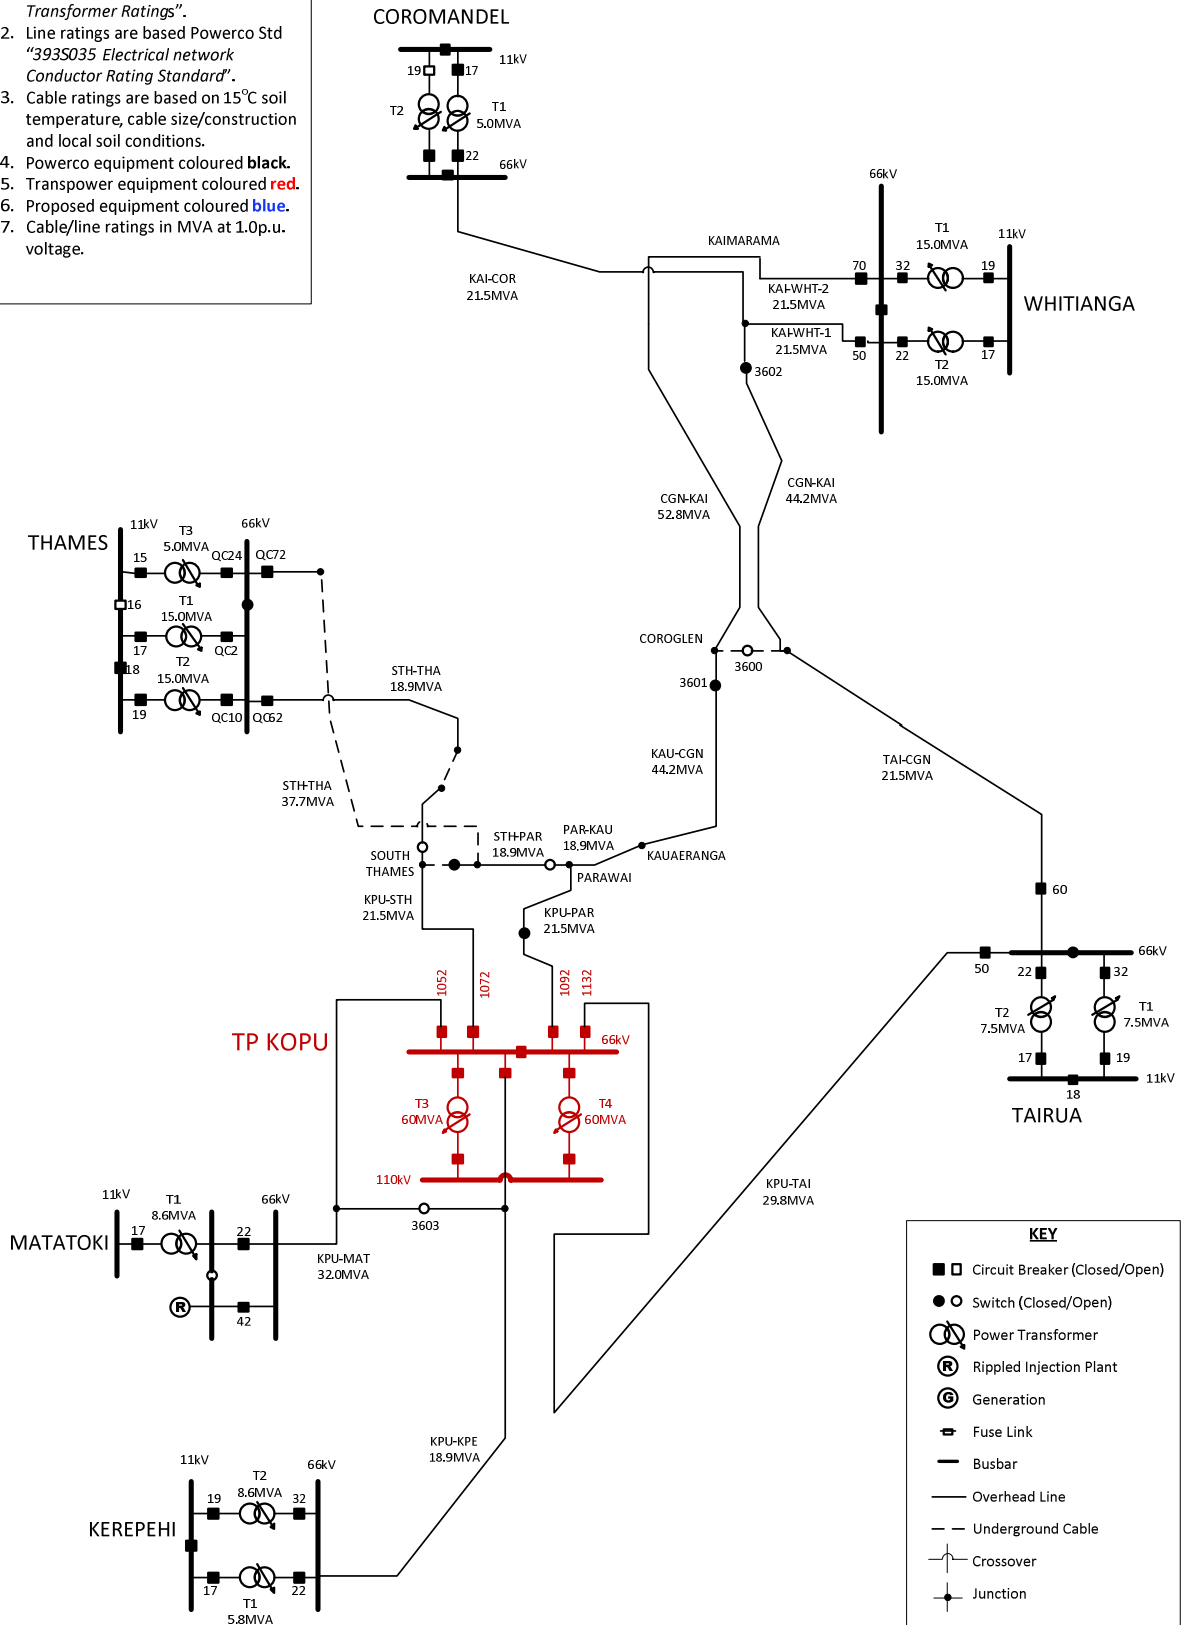 Transformer Ratings".
2. Line ratings are based Powerco Std
"393S035 Electrical network
Conductor Rating Standard".
3. Cable ratings are based on 15°C soil
temperature, cable size/construction
and local soil conditions.
4. Powerco equipment coloured black.
5. Transpower equipment coloured red.
6. Proposed equipment coloured blue.
7. Cable/line ratings in MVA at 1.0p.u.
voltage.
COROMANDEL
11kV
19
17
T2
T1
5.0MVA
22
66kV
KAI-COR
21.5MVA
KAIMARAMA
66kV
T1
15.0MVA
11kV
70
32
19
KAI-WHT-2
21.5MVA
WHITIANGA
KAI-WHT-1
21.5MVA
50
22
17
T2
15.0MVA
3602
CGN-KAI
52.8MVA
CGN-KAI
44.2MVA
THAMES
11kV
T3
5.0MVA
66kV
15
QC24
QC72
16
T1
15.0MVA
17
QC2
18
T2
15.0MVA
19
QC10
QC62
STH-THA
18.9MVA
STH-THA
37.7MVA
COROGLEN
3600
3601
KAU-CGN
44.2MVA
TAI-CGN
21.5MVA
STH-PAR
18.9MVA
PAR-KAU
18.9MVA
KAUAERANGA
SOUTH
THAMES
PARAWAI
KPU-STH
21.5MVA
KPU-PAR
21.5MVA
60
1052
1072
1092
1132
TP KOPU
66kV
T3
60MVA
T4
60MVA
110kV
3603
50
66kV
22
32
T2
7.5MVA
T1
7.5MVA
17
19
11kV
18
TAIRUA
KPU-TAI
29.8MVA
MATATOKI
11kV
T1
8.6MVA
66kV
17
22
KPU-MAT
32.0MVA
R
42
KPU-KPE
18.9MVA
KEREPEHI
11kV
T2
8.6MVA
66kV
19
32
17
22
T1
5.8MVA
KEY
Circuit Breaker (Closed/Open)
Switch (Closed/Open)
Power Transformer
R Rippled Injection Plant
G Generation
Fuse Link
Busbar
Overhead Line
Underground Cable
Crossover
Junction